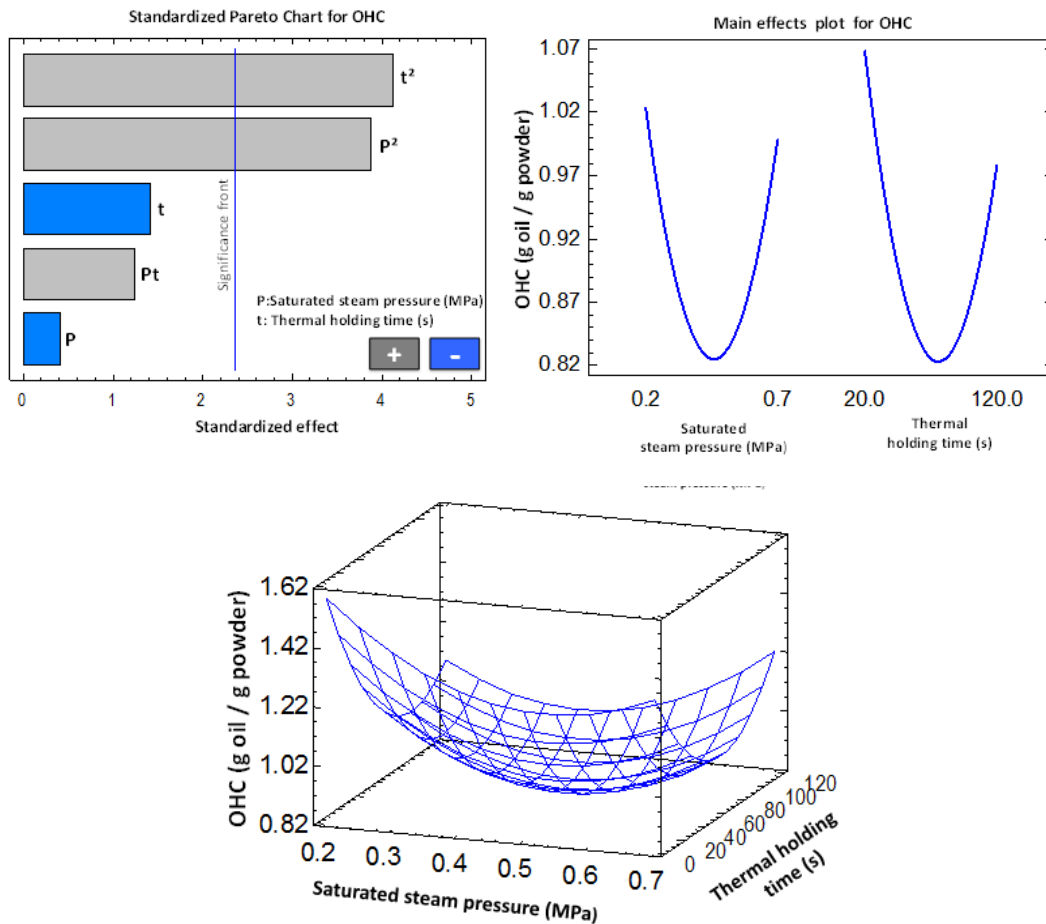 Standardized Pareto Chart for OHC
t²
P²
t
Pt
P
Significance front
P:Saturated steam pressure (MPa)
t: Thermal holding time (s)
+ -
0 1 2 3 4 5
Standardized effect
Main effects plot for OHC
OHC (g oil / g powder)
1.07
1.02
0.97
0.92
0.87
0.82
0.2 0.7 20.0 120.0
Saturated
steam pressure (MPa)
Thermal
holding time (s)
OHC (g oil / g powder)
1.62
1.42
1.22
1.02
0.82
0.2 0.3 0.4 0.5 0.6 0.7
Saturated steam pressure (MPa)
0 20 40 60 80 100 120
Thermal holding
time (s)